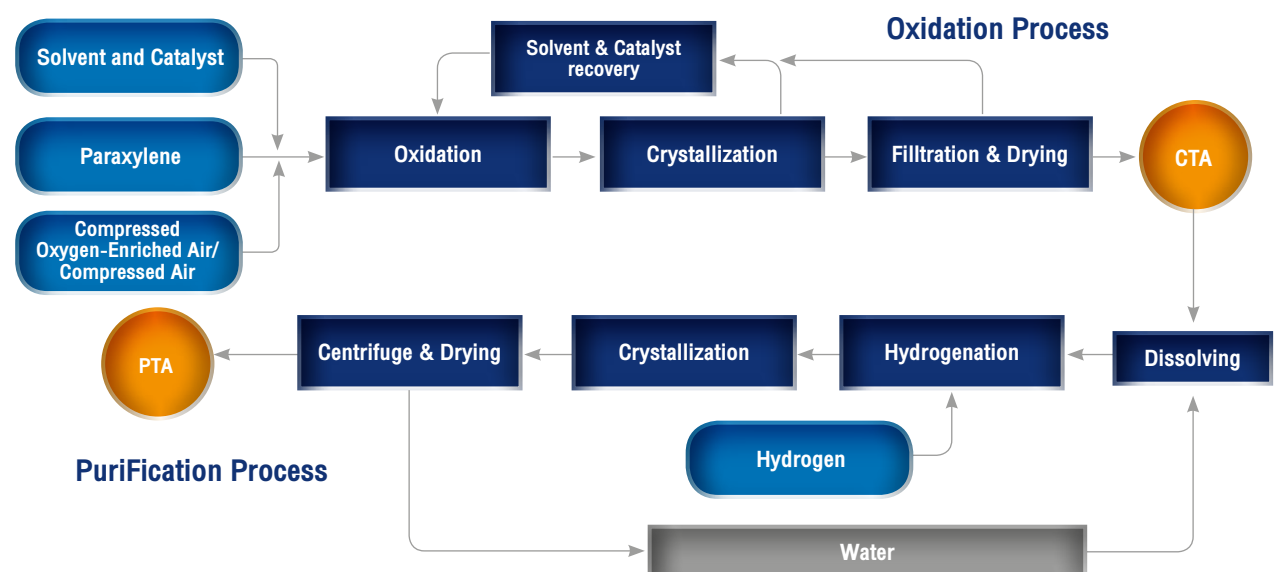 Oxidation Process
Solvent and Catalyst
Solvent & Catalyst
recovery
Paraxylene
Oxidation
Crystallization
Filltration & Drying
CTA
Compressed
Oxygen-Enriched Air/
Compressed Air
PTA
Centrifuge & Drying
Crystallization
Hydrogenation
Dissolving
PuriFication Process
Hydrogen
Water